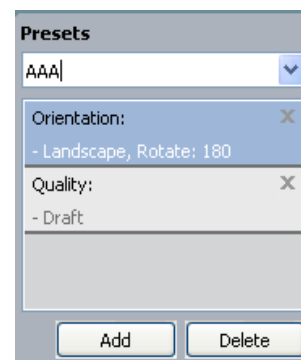 Presets
AAA
Orientation:
- Landscape, Rotate: 180
Quality:
- Draft
Add Delete